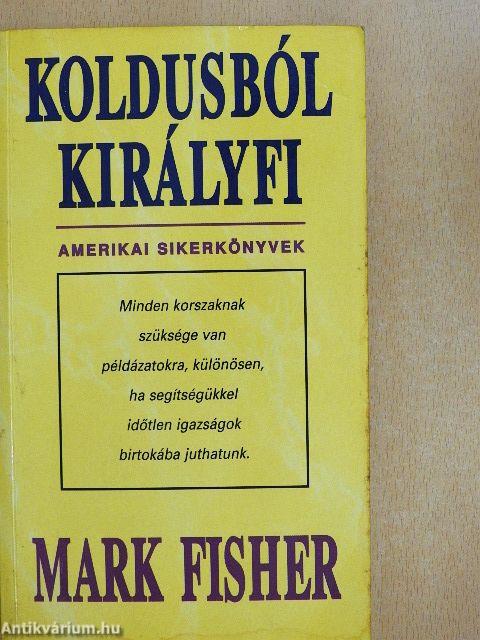 KOLDUSBÓL
KIRÁLYFI
AMERIKAI SIKERKÖNYVEK
Minden korszaknak
szüksége van
példázatokra, különösen,
ha segítségükkel
időtlen igazságok
birtokába juthatunk.
MARK FISHER
Antikvárium.hu